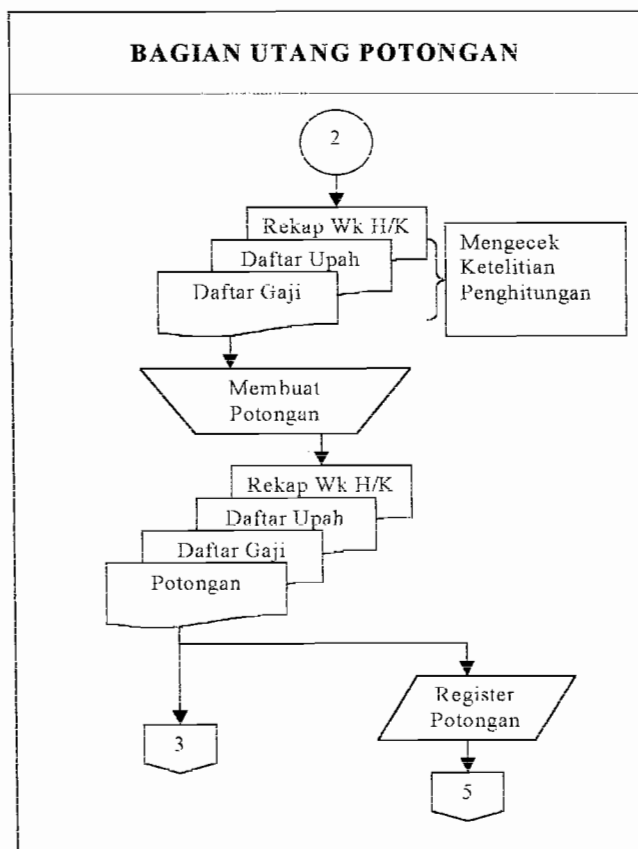 BAGIAN UTANG POTONGAN
2
Rekap Wk H/K
Daftar Upah
Daftar Gaji
Mengecek
Ketelitian
Penghitungan
Membuat
Potongan
Rekap Wk H/K
Daftar Upah
Daftar Gaji
Potongan
Register
Potongan
3
5